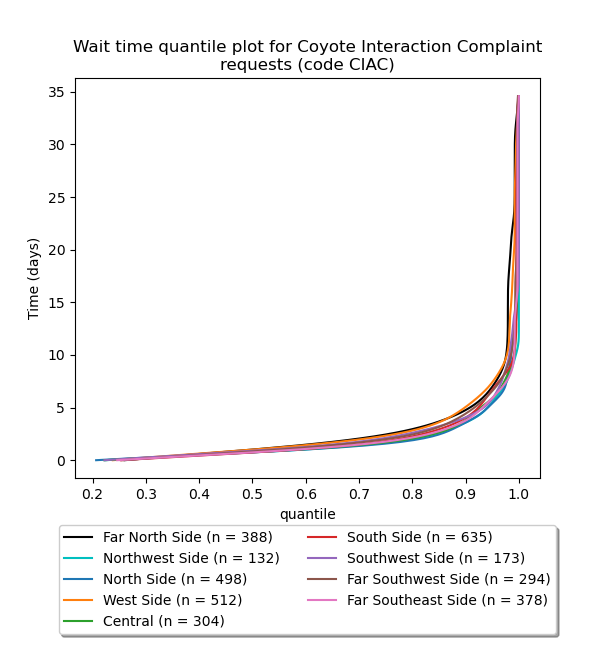 Wait time quantile plot for Coyote Interaction Complaint
requests (code CIAC)
35
30
25
20
15
10
5
0
Time (days)
0.2 0.3 0.4 0.5 0.6 0.7 0.8 0.9 1.0
quantile
Far North Side (n = 388)
Northwest Side (n = 132)
North Side (n = 498)
West Side (n = 512)
Central (n = 304)
South Side (n = 635)
Southwest Side (n = 173)
Far Southwest Side (n = 294)
Far Southeast Side (n = 378)